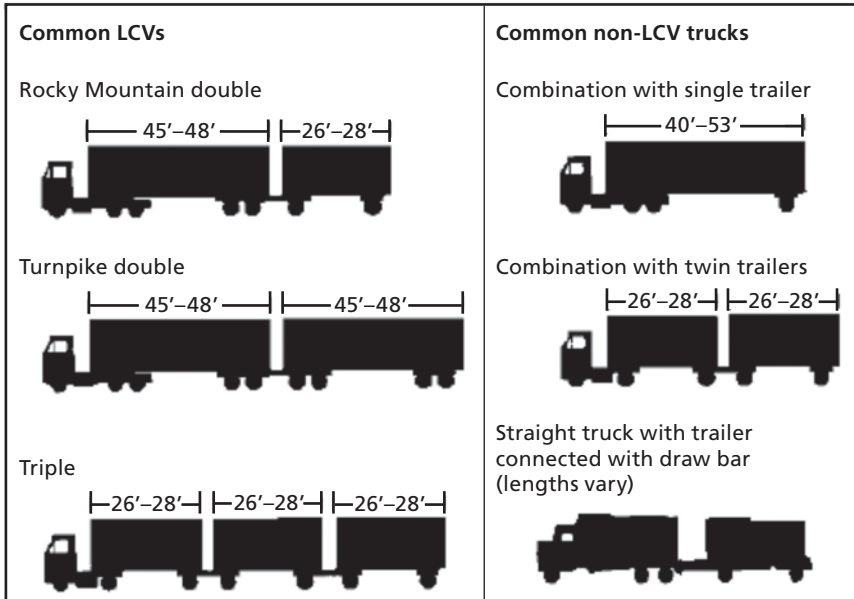 Common LCVs
Rocky Mountain double
45’–48’ 26’–28’
Turnpike double
45’–48’ 45’–48’
Triple
26’–28’ 26’–28’ 26’–28’
Common non-LCV trucks
Combination with single trailer
40’–53’
Combination with twin trailers
26’–28’ 26’–28’
Straight truck with trailer
connected with draw bar
(lengths vary)